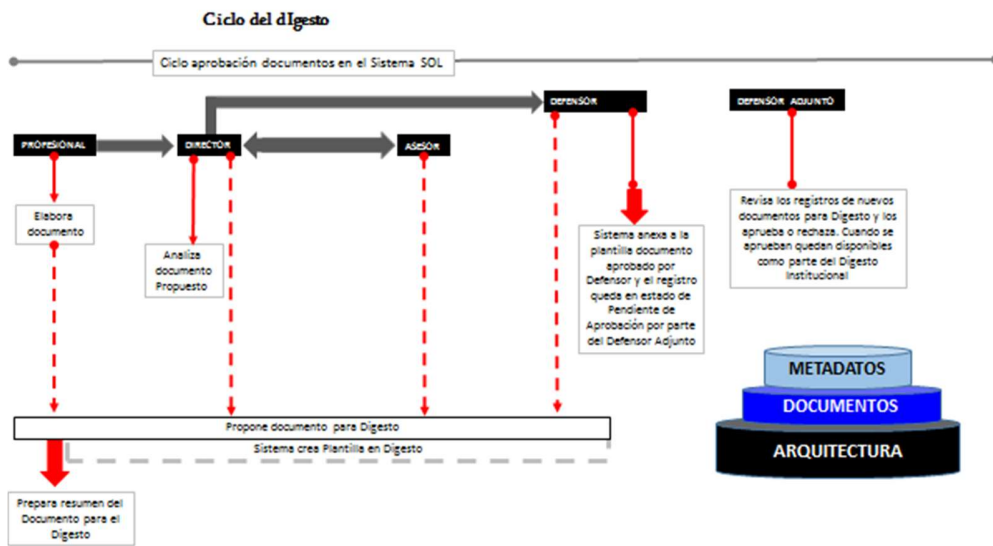 Ciclo del dIgesto
Ciclo aprobación documentos en el Sistema SOL
DEFENSOR
DEFENSOR ADJUNTO
PROFESIONAL
DIRECTOR
ASESOR
Elabora
documento
Analiza
documento
Propuesto
Sistema anexa a la
plantilla documento
aprobado por
Defensor y el registro
queda en estado de
Pendiente de
Aprobación por parte
del Defensor Adjunto
Revisa los registros de nuevos
documentos para Digesto y los
aprueba o rechaza. Cuando se
aprueban quedan disponibles
como parte del Digesto
Institucional
METADATOS
DOCUMENTOS
ARQUITECTURA
Propone documento para Digesto
Sistema crea Plantilla en Digesto
Prepara resumen del
Documento para el
Digesto